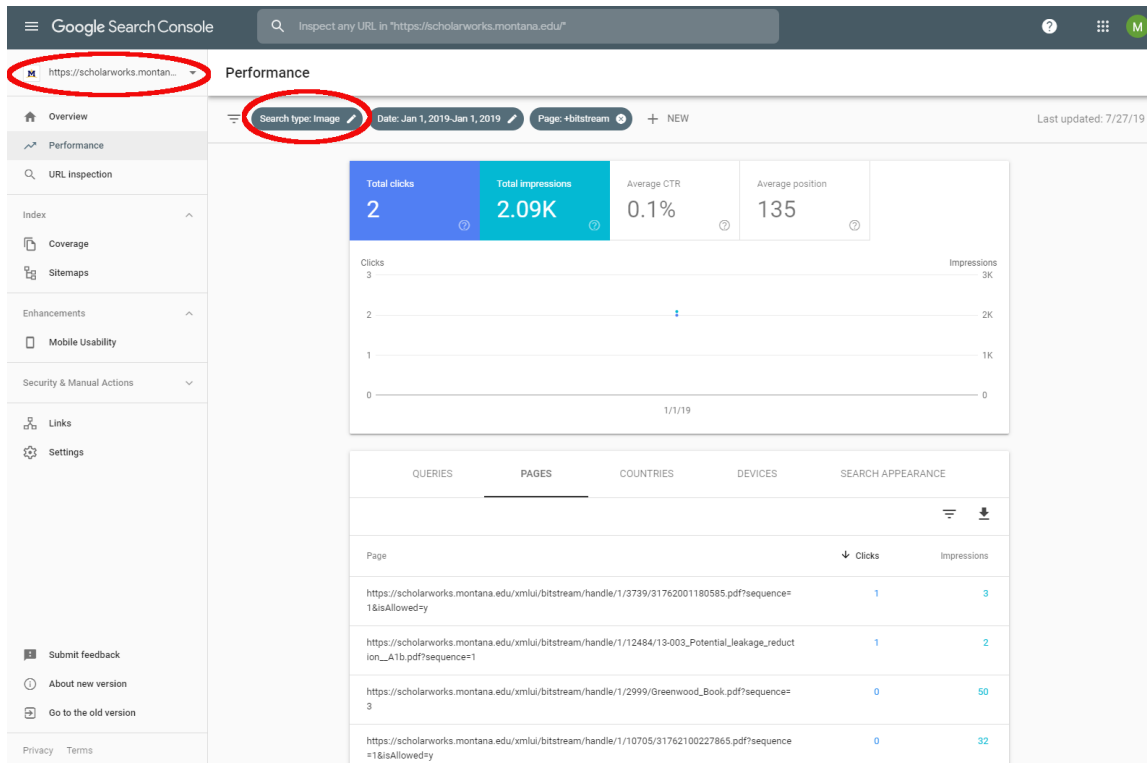 Google Search Console
Inspect any URL in "https://scholarworks.montana.edu/"
M
M
https://scholarworks.montan...
Performance
Overview
Performance
URL inspection
Index
Coverage
Sitemaps
Enhancements
Mobile Usability
Security & Manual Actions
Links
Settings
Submit feedback
About new version
Go to the old version
Privacy Terms
Search type: Image
Date: Jan 1, 2019-Jan 1, 2019
Page: +bitstream
NEW
Last updated: 7/27/19
Total clicks
2
Total impressions
2.09K
Average CTR
0.1%
Average position
135
Clicks
Impressions
3
3K
2
2K
1
1K
0
0
1/1/19
QUERIES PAGES COUNTRIES DEVICES SEARCH APPEARANCE
Page Clicks Impressions
https://scholarworks.montana.edu/xmlui/bitstream/handle/1/3739/31762001180585.pdf?sequence= 1 3
1&isAllowed=y
https://scholarworks.montana.edu/xmlui/bitstream/handle/1/12484/13-003_Potential_leakage_reduct 1 2
ion__A1b.pdf?sequence=1
https://scholarworks.montana.edu/xmlui/bitstream/handle/1/2999/Greenwood_Book.pdf?sequence= 0 50
3
https://scholarworks.montana.edu/xmlui/bitstream/handle/1/10705/31762100227865.pdf?sequence 0 32
=1&isAllowed=y